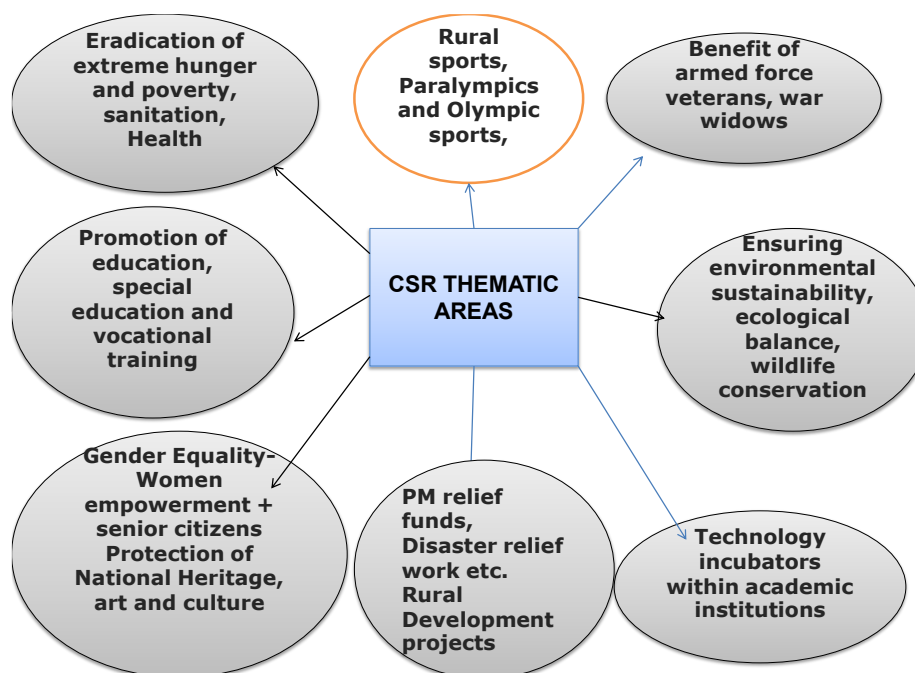 Eradication of
extreme hunger
and poverty,
sanitation,
Health
Rural
sports,
Paralympics
and Olympic
sports,
Benefit of
armed force
veterans, war
widows
Promotion of
education,
special
education and
vocational
training
CSR THEMATIC
AREAS
Ensuring
environmental
sustainability,
ecological
balance,
wildlife
conservation
Gender Equality-
Women
empowerment +
senior citizens
Protection of
National Heritage,
art and culture
PM relief
funds,
Disaster relief
work etc.
Rural
Development
projects
Technology
incubators
within academic
institutions